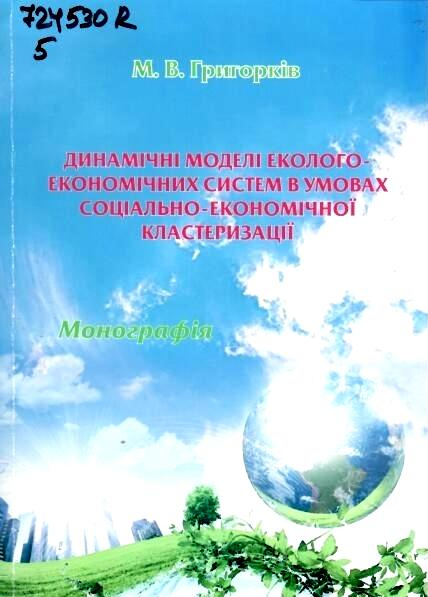 724530 R
5
М. В. Григорків
ДИНАМІЧНІ МОДЕЛІ ЕКОЛОГО-
ЕКОНОМІЧНИХ СИСТЕМ В УМОВАХ
СОЦІАЛЬНО-ЕКОНОМІЧНОЇ
КЛАСТЕРИЗАЦІЇ
Монографія